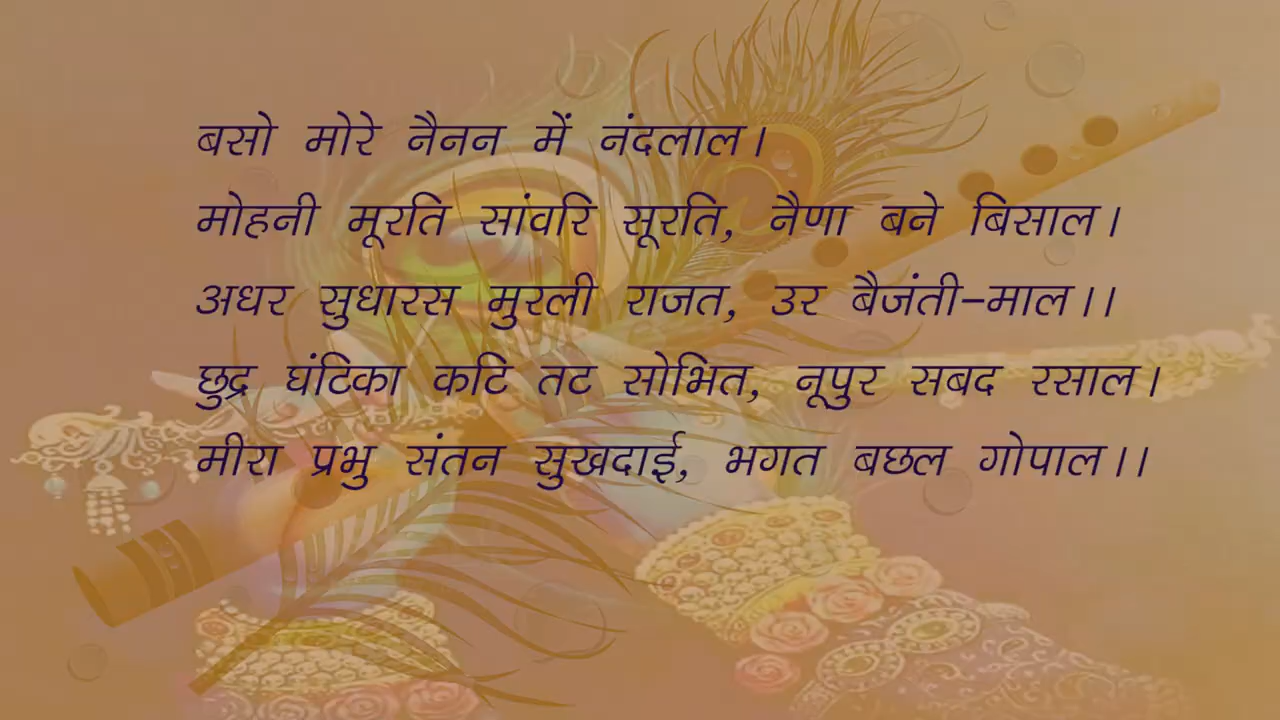 बसो मोरे नैनन में नंदलाल।
मोहनी मूरति सांवरि सूरति, नैणा बने बिसाल।
अधर सुधारस मुरली राजत, उर बैजंती-माल।।
छुद्र घंटिका कटि तट सोभित, नूपुर सबद रसाल।
मीरा प्रभु संतन सुखदाई, भगत बछल गोपाल।।